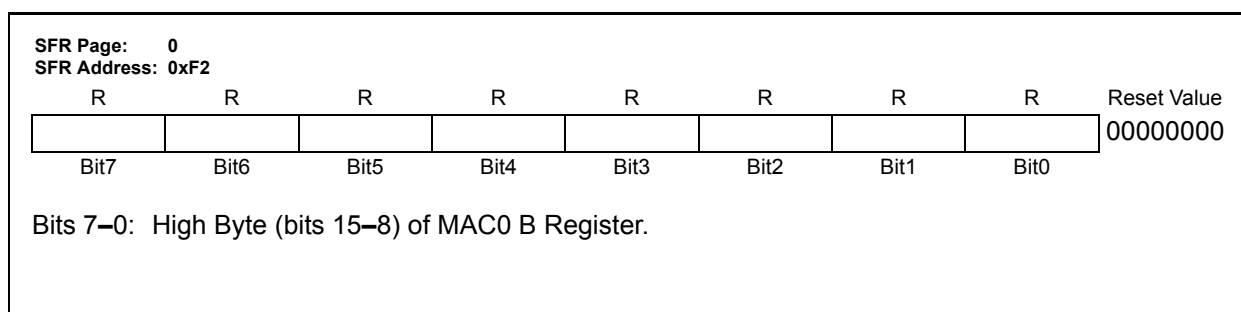 SFR Page: 0
SFR Address: 0xF2
R R R R R R R R Reset Value
00000000
Bit7 Bit6 Bit5 Bit4 Bit3 Bit2 Bit1 Bit0
Bits 7–0: High Byte (bits 15–8) of MAC0 B Register.